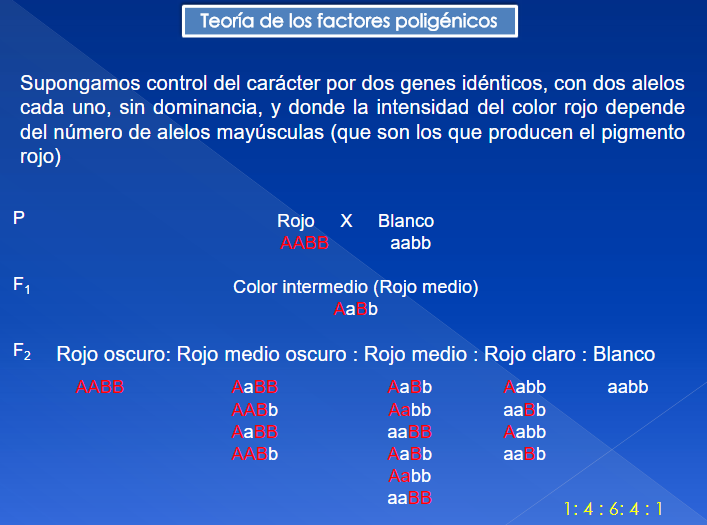 Teoría de los factores poligénicos
Supongamos control del carácter por dos genes idénticos, con dos alelos
cada uno, sin dominancia, y donde la intensidad del color rojo depende
del número de alelos mayúsculas (que son los que producen el pigmento
rojo)
P
Rojo X Blanco
AABB aabb
F1
Color intermedio (Rojo medio)
AaBb
F2 Rojo oscuro: Rojo medio oscuro : Rojo medio : Rojo claro : Blanco
AABB AaBB AaBb Aabb aabb
AABb Aabb aaBb
AaBB aaBB Aabb
AABb AaBb aaBb
Aabb
aaBB
1: 4 : 6: 4 : 1